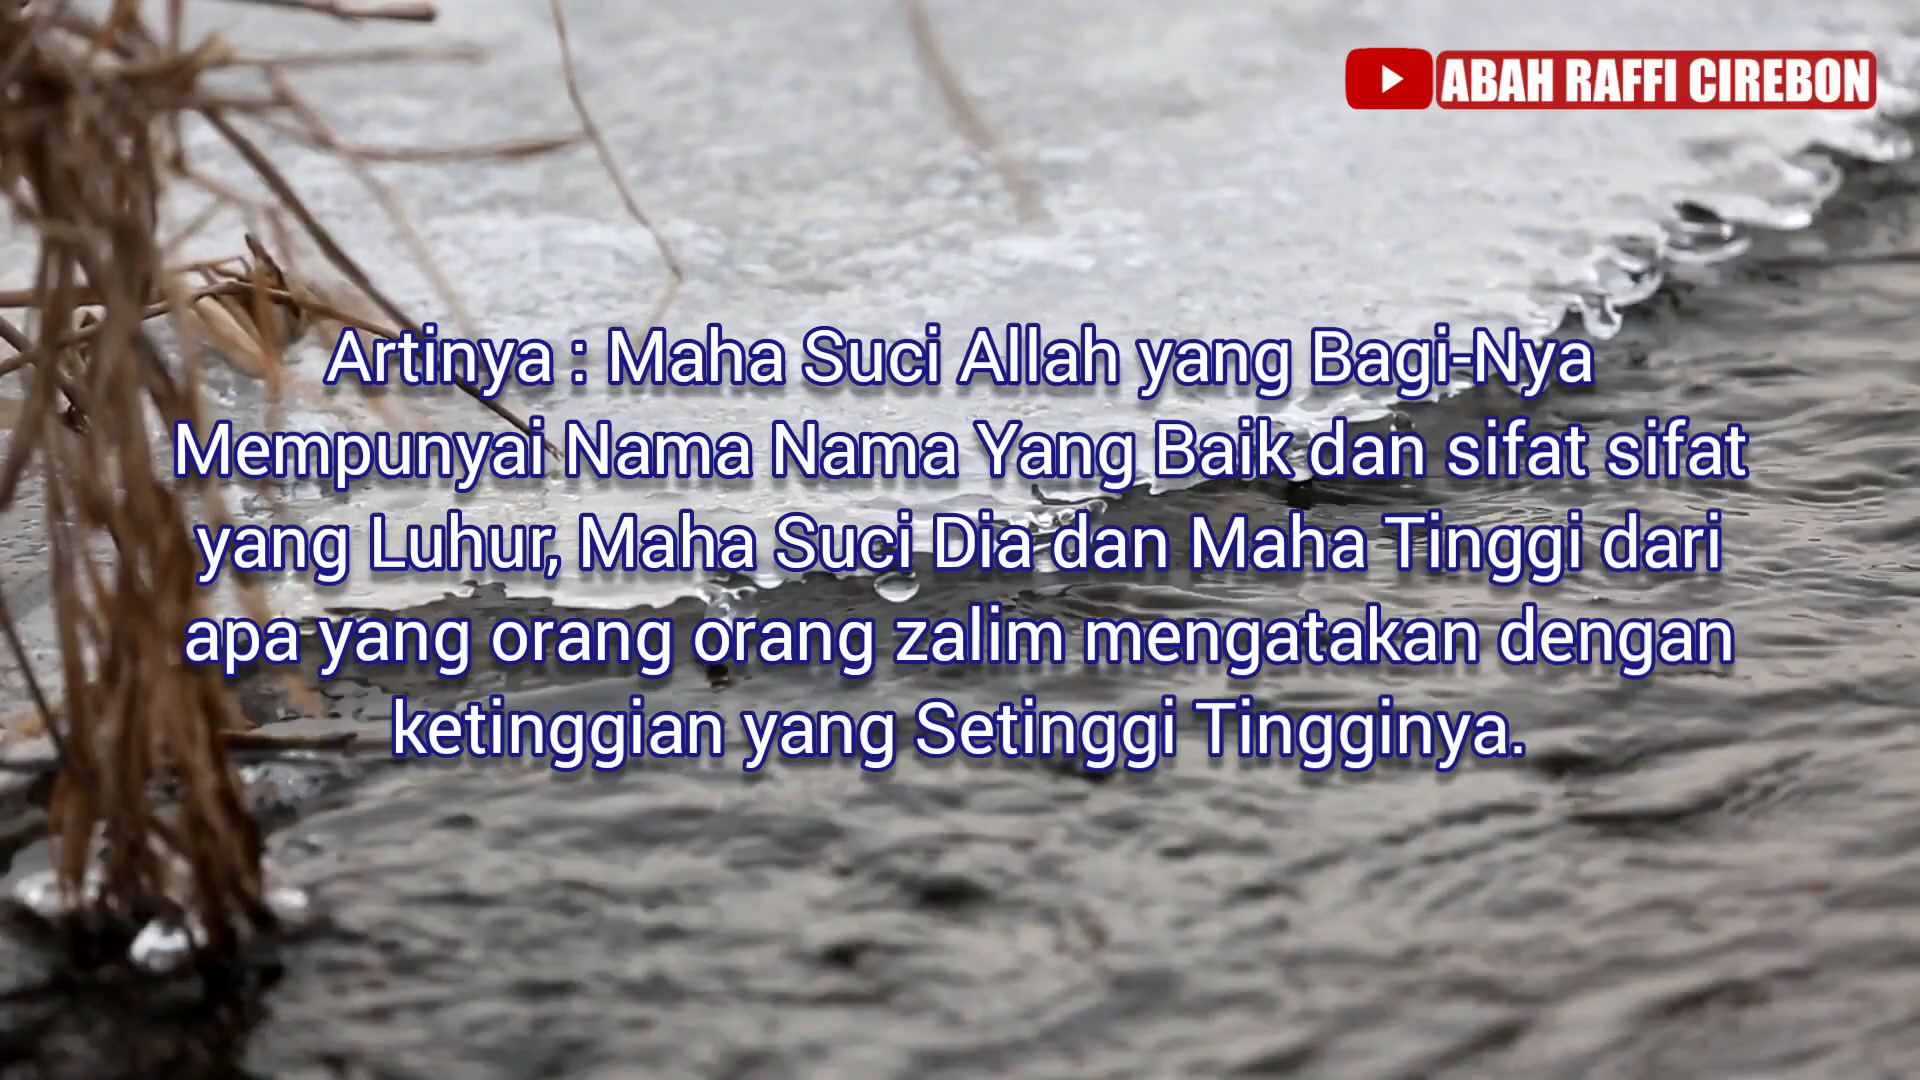 ABAH RAFFI CIREBON
Artinya : Maha Suci Allah yang Bagi-Nya
Mempunyai Nama Nama Yang Baik dan sifat sifat
yang Luhur, Maha Suci Dia dan Maha Tinggi dari
apa yang orang orang zalim mengatakan dengan
ketinggian yang Setinggi Tingginya.